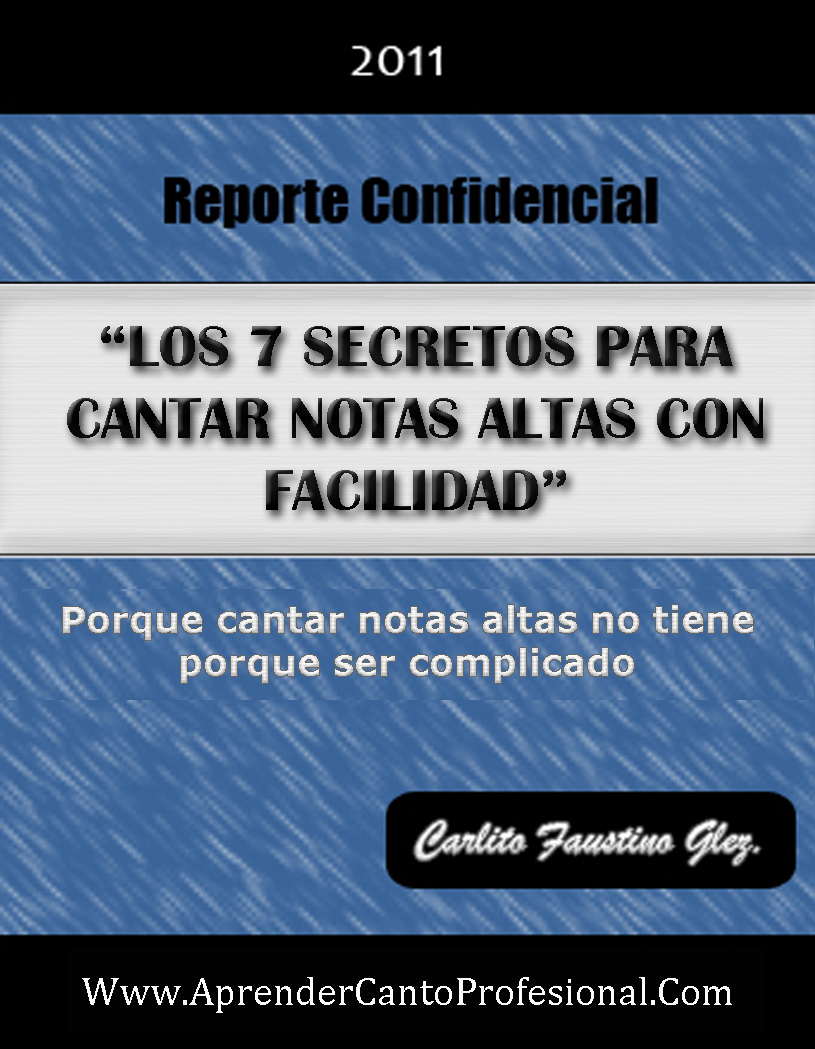 2011
Reporte Confidencial
“LOS 7 SECRETOS PARA
CANTAR NOTAS ALTAS CON
FACILIDAD”
Porque cantar notas altas no tiene
porque ser complicado
Carlito Faustino Glez.
Www.AprenderCantoProfesional.Com